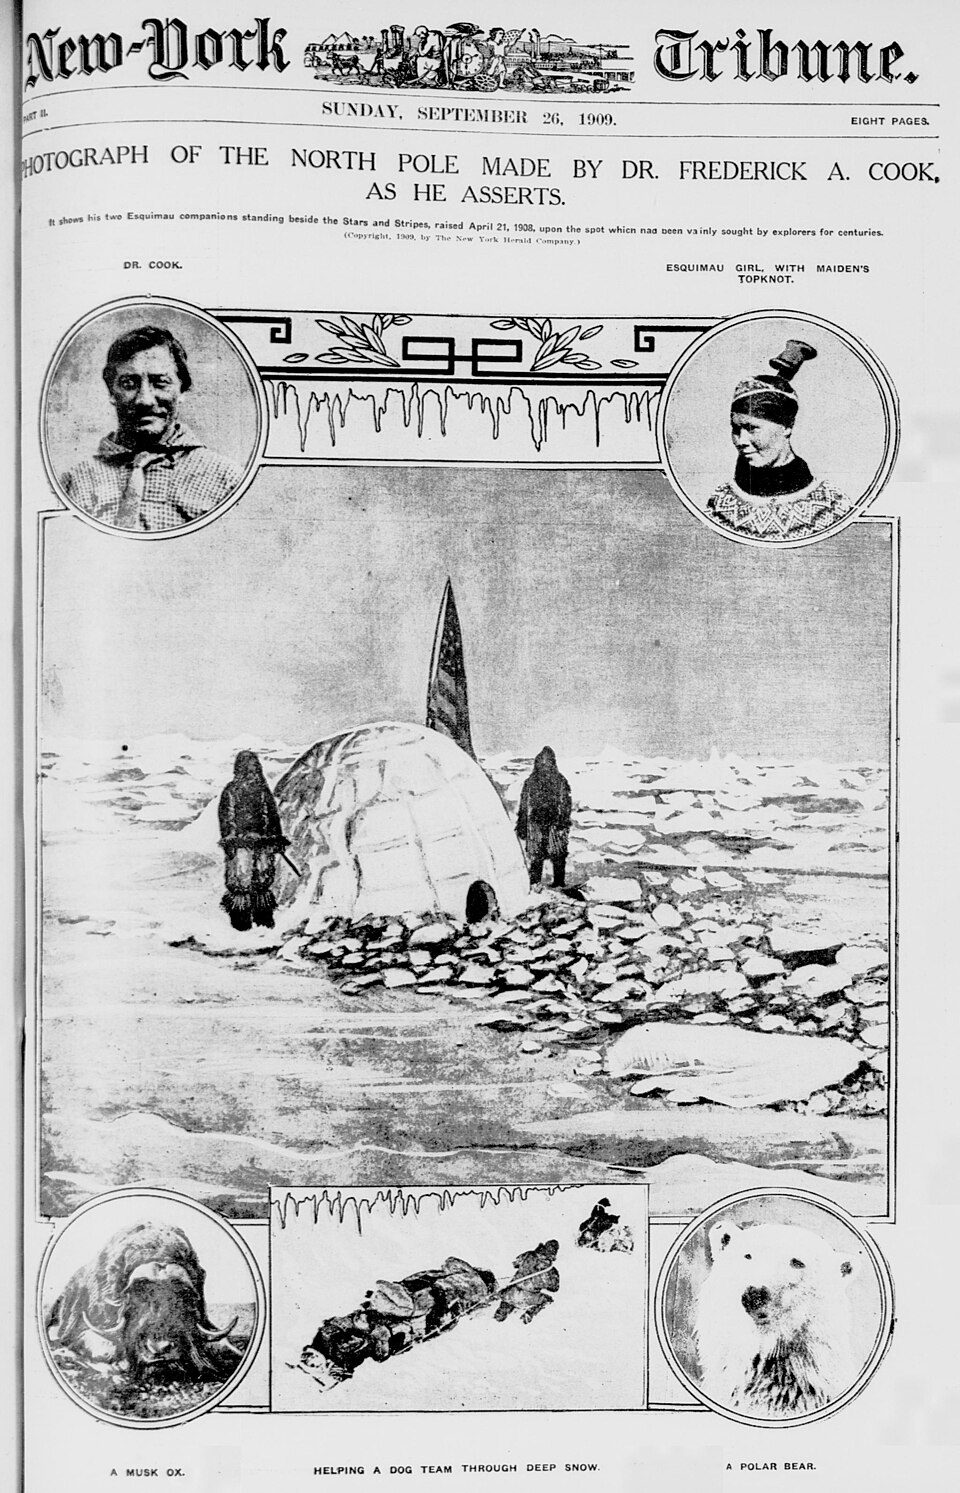 New-York Tribune.
PART II.
SUNDAY, SEPTEMBER 26, 1909.
EIGHT PAGES.
PHOTOGRAPH OF THE NORTH POLE MADE BY DR. FREDERICK A. COOK,
AS HE ASSERTS.
It shows his two Esquimau companions standing beside the Stars and Stripes, raised April 21, 1908, upon the spot which had been vainly sought by explorers for centuries.
(Copyright, 1909, by The New York Herald Company.)
DR. COOK.
ESQUIMAU GIRL, WITH MAIDEN'S
TOPKNOT.
A MUSK OX.
HELPING A DOG TEAM THROUGH DEEP SNOW.
A POLAR BEAR.